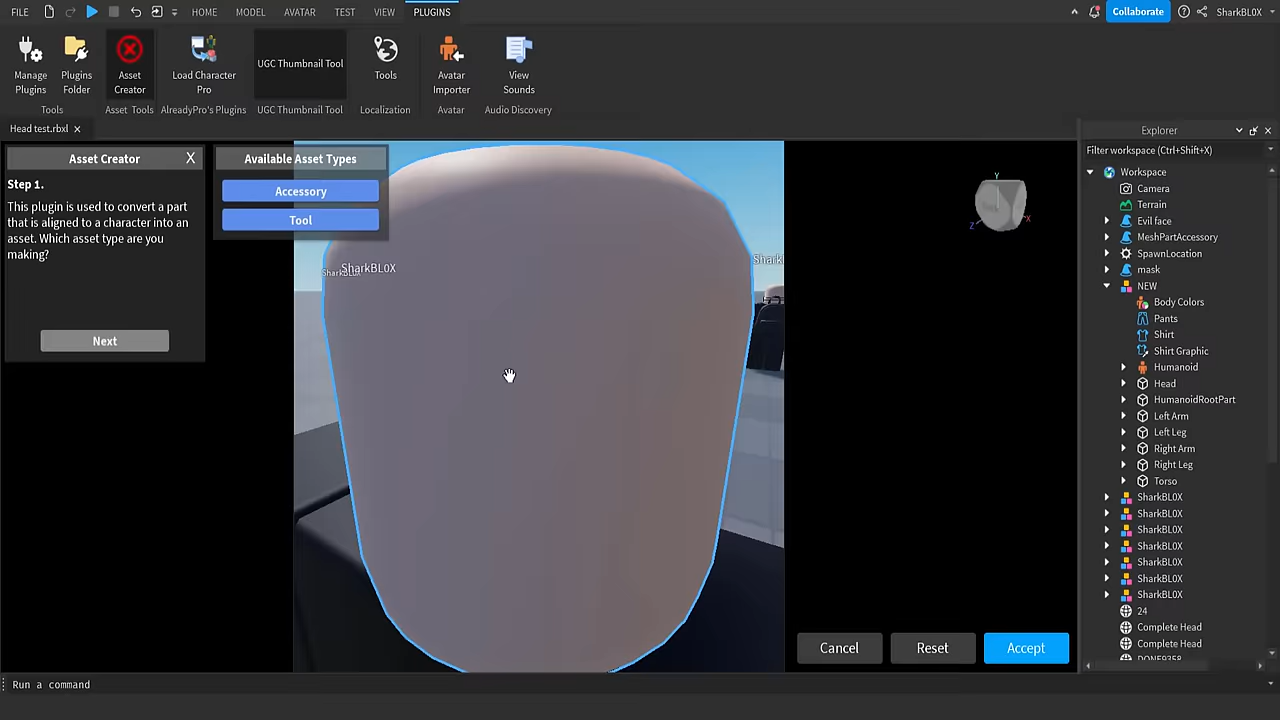 FILE
HOME
MODEL
AVATAR
TEST
VIEW
PLUGINS
Collaborate
SharkBL0X
Manage
Plugins
Plugins
Folder
Asset
Creator
Load Character
Pro
UGC Thumbnail Tool
Tools
Avatar
Importer
View
Sounds
Tools
Asset Tools
AlreadyPro's Plugins
UGC Thumbnail Tool
Localization
Avatar
Audio Discovery
Head test.rbxl
Asset Creator
X
Step 1.
This plugin is used to convert a part
that is aligned to a character into an
asset. Which asset type are you
making?
Next
Available Asset Types
Accessory
Tool
SharkBL0X
SharkBL0X
Y
Z
X
Cancel
Reset
Accept
Explorer
Filter workspace (Ctrl+Shift+X)
Workspace
Camera
Terrain
Evil face
MeshPartAccessory
SpawnLocation
mask
NEW
Body Colors
Pants
Shirt
Shirt Graphic
Humanoid
Head
HumanoidRootPart
Left Arm
Left Leg
Right Arm
Right Leg
Torso
SharkBL0X
SharkBL0X
SharkBL0X
SharkBL0X
SharkBL0X
SharkBL0X
SharkBL0X
24
Complete Head
Complete Head
Run a command